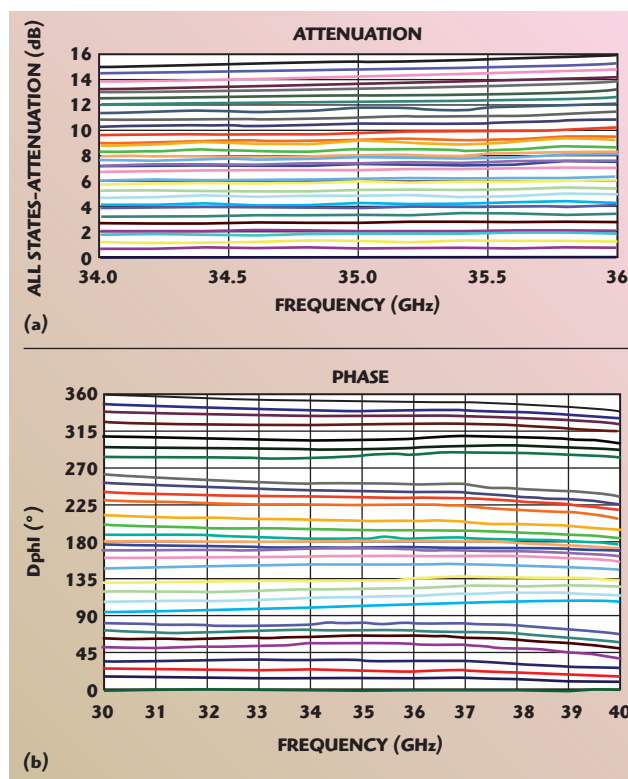 ATTENUATION
ALL STATES–ATTENUATION (dB)
16
14
12
10
8
6
4
2
0
34.0 34.5 35.0 35.5 36
FREQUENCY (GHz)
(a)
PHASE
DphI (°)
360
315
270
225
180
135
90
45
0
30 31 32 33 34 35 36 37 38 39 40
FREQUENCY (GHz)
(b)